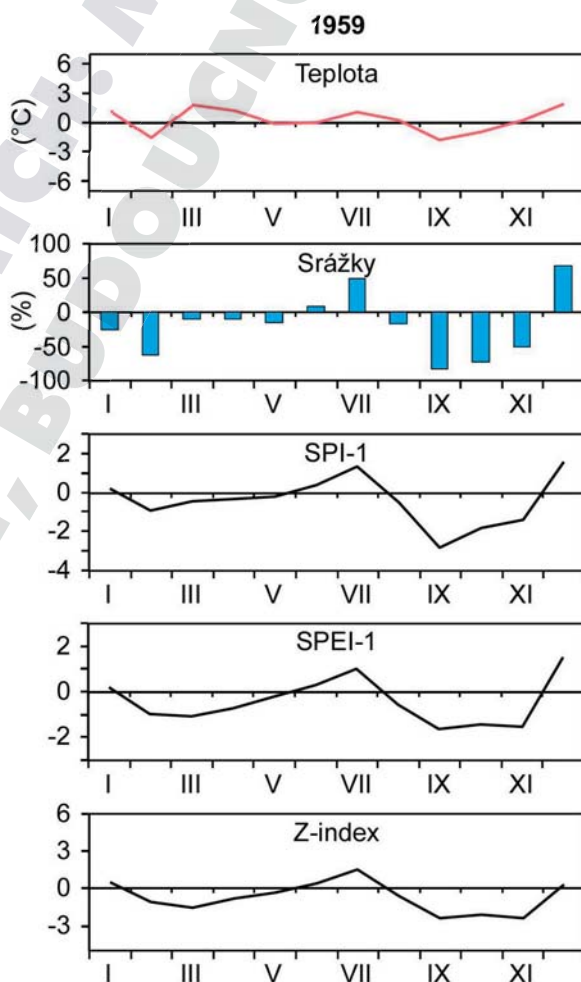 1959
Teplota
(°C)
6
3
0
-3
-6
I III V VII IX XI
Srážky
(%)
100
50
0
-50
-100
I III V VII IX XI
SPI-1
2
0
-2
-4
I III V VII IX XI
SPEI-1
2
0
-2
I III V VII IX XI
Z-index
6
3
0
-3
I III V VII IX XI